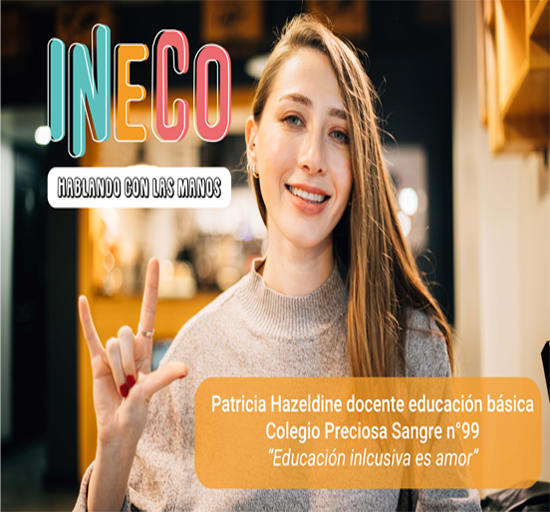 INECO
HABLANDO CON LAS MANOS
Patricia Hazeldine docente educación básica
Colegio Preciosa Sangre n°99
“Educación inlcusiva es amor”